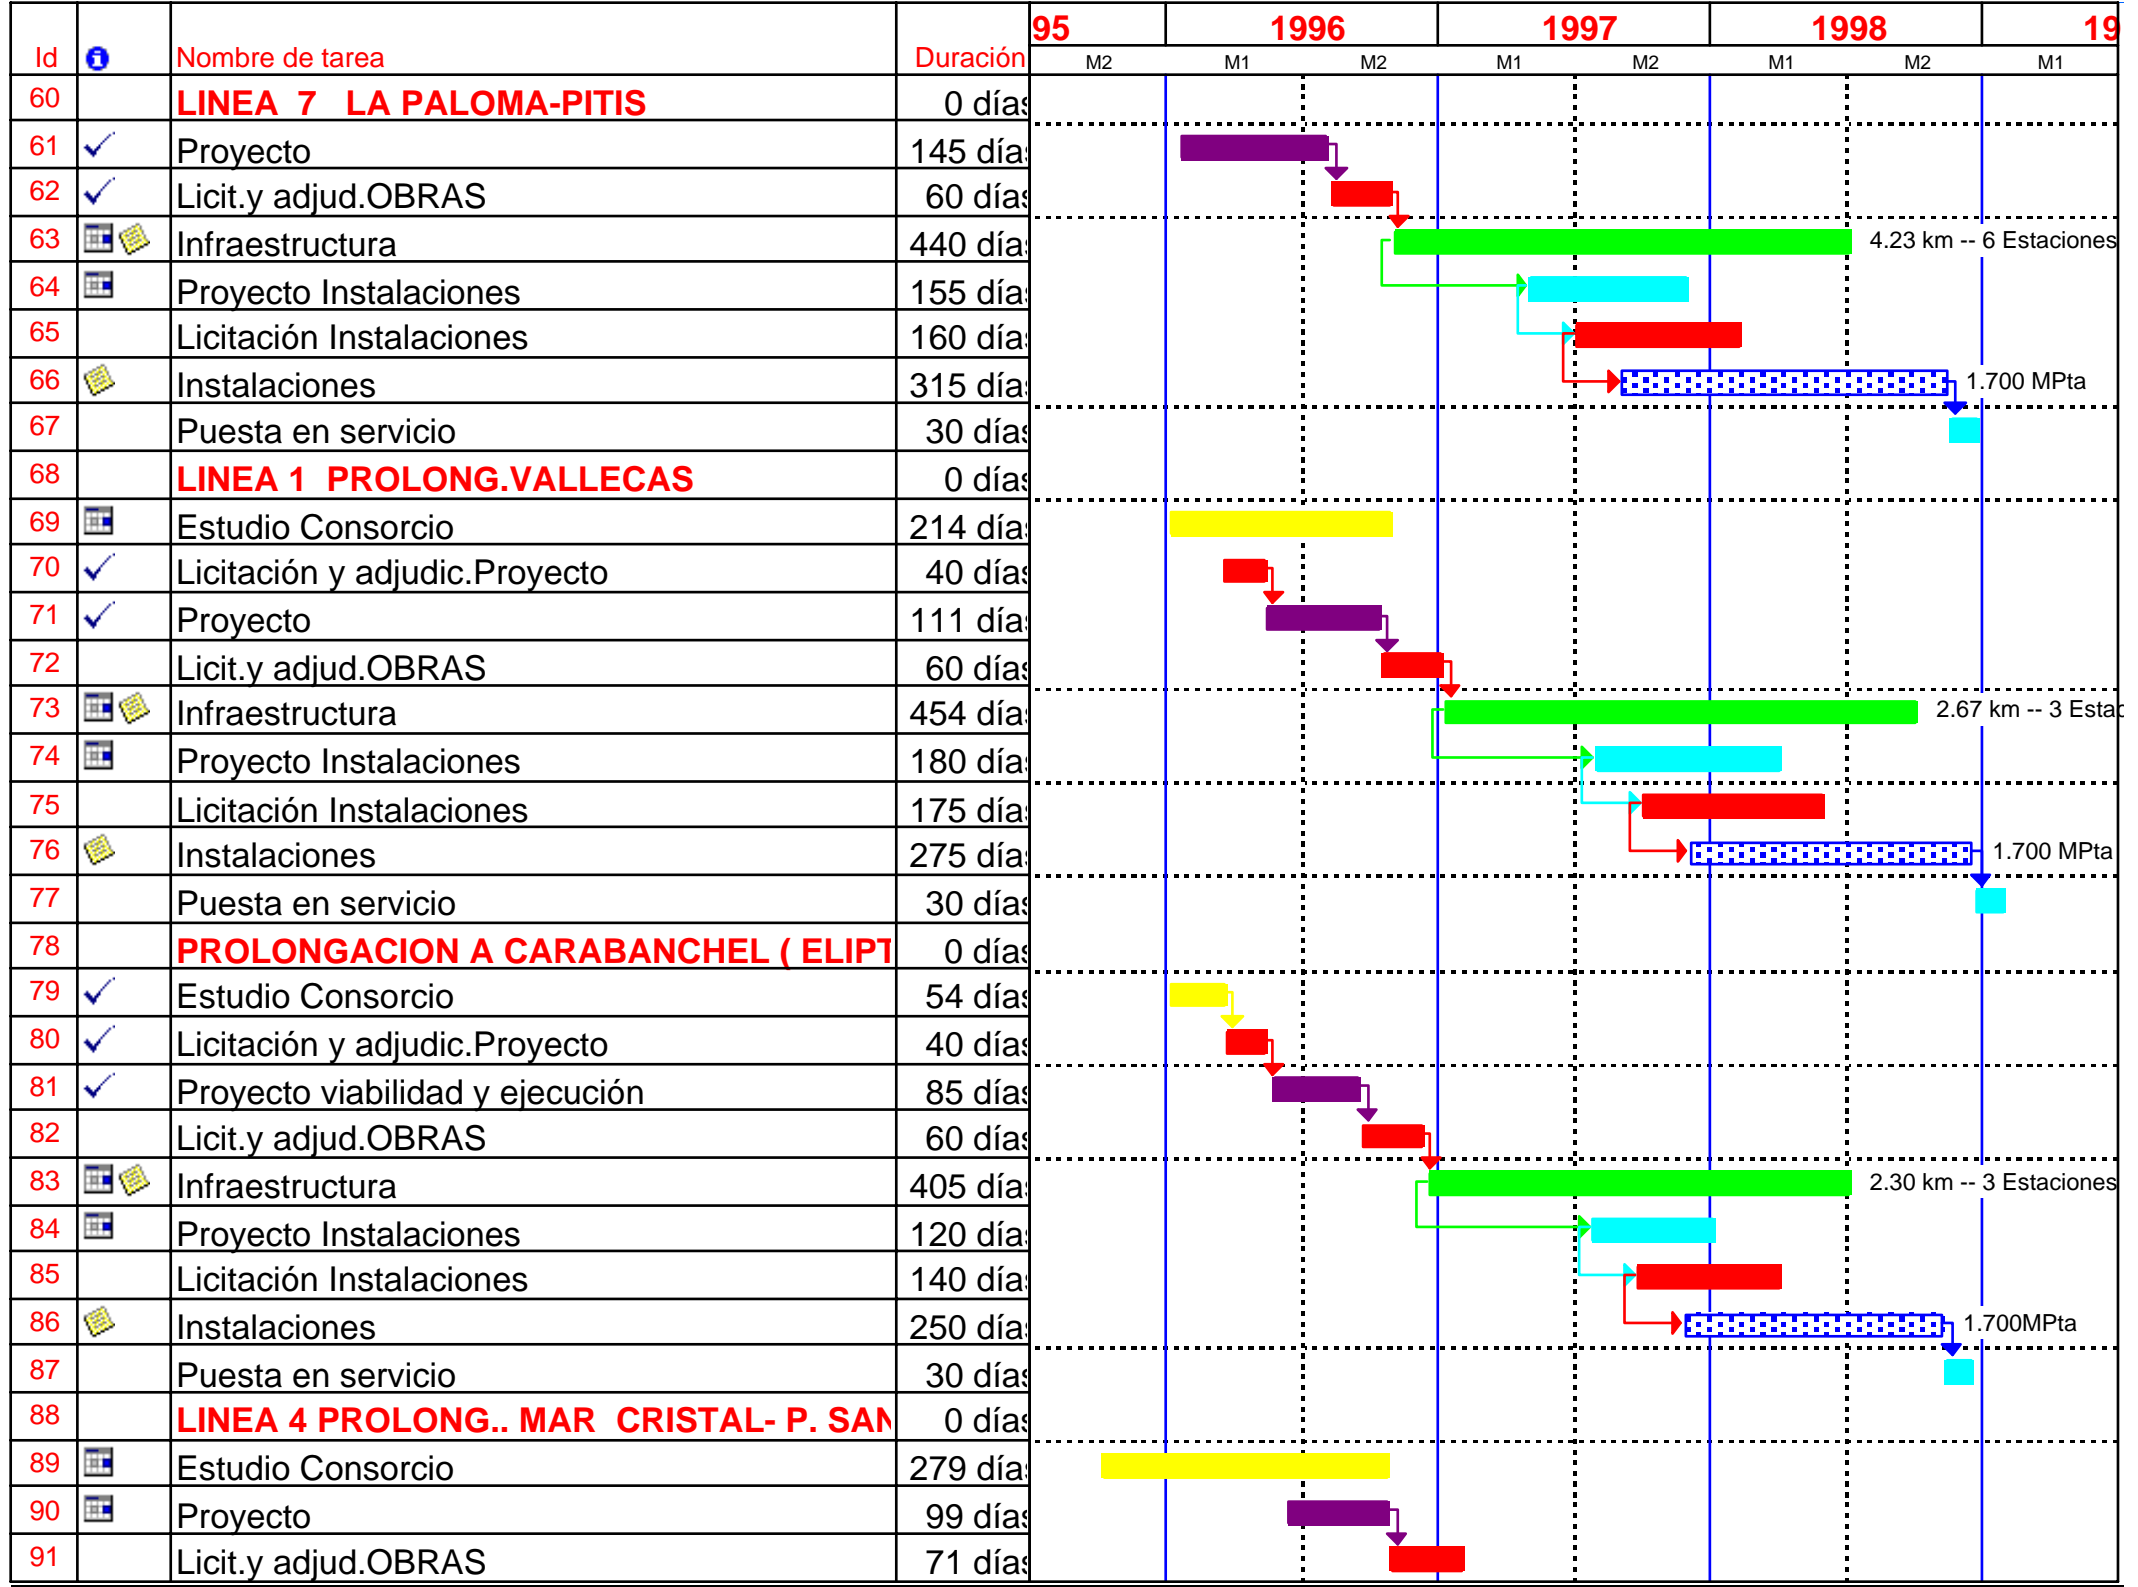 95 1996 1997 1998 19
Id Nombre de tarea Duración M2 M1 M2 M1 M2 M1 M2 M1
60 LINEA 7 LA PALOMA-PITIS 0 días
61 Proyecto 145 días
62 Licit.y adjud.OBRAS 60 días
63 Infraestructura 440 días 4.23 km -- 6 Estaciones
64 Proyecto Instalaciones 155 días
65 Licitación Instalaciones 160 días
66 Instalaciones 315 días 1.700 MPta
67 Puesta en servicio 30 días
68 LINEA 1 PROLONG.VALLECAS 0 días
69 Estudio Consorcio 214 días
70 Licitación y adjudic.Proyecto 40 días
71 Proyecto 111 días
72 Licit.y adjud.OBRAS 60 días
73 Infraestructura 454 días 2.67 km -- 3 Estac
74 Proyecto Instalaciones 180 días
75 Licitación Instalaciones 175 días
76 Instalaciones 275 días 1.700 MPta
77 Puesta en servicio 30 días
78 PROLONGACION A CARABANCHEL ( ELIPT 0 días
79 Estudio Consorcio 54 días
80 Licitación y adjudic.Proyecto 40 días
81 Proyecto viabilidad y ejecución 85 días
82 Licit.y adjud.OBRAS 60 días
83 Infraestructura 405 días 2.30 km -- 3 Estaciones
84 Proyecto Instalaciones 120 días
85 Licitación Instalaciones 140 días
86 Instalaciones 250 días 1.700MPta
87 Puesta en servicio 30 días
88 LINEA 4 PROLONG.. MAR CRISTAL- P. SAN 0 días
89 Estudio Consorcio 279 días
90 Proyecto 99 días
91 Licit.y adjud.OBRAS 71 días